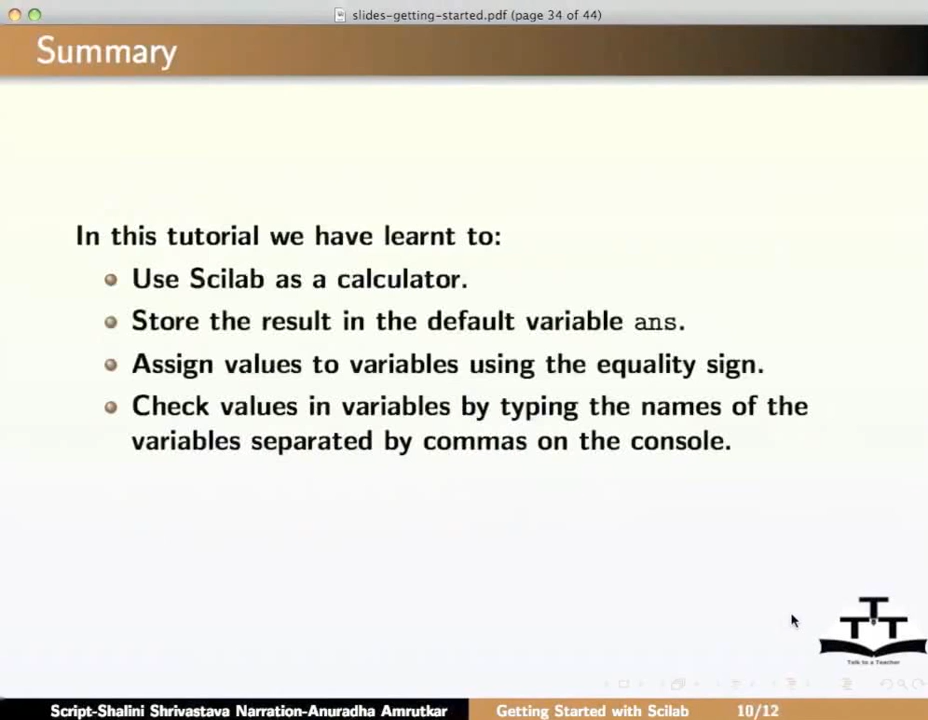 slides-getting-started.pdf (page 34 of 44)
Summary
In this tutorial we have learnt to:
Use Scilab as a calculator.
Store the result in the default variable ans.
Assign values to variables using the equality sign.
Check values in variables by typing the names of the
variables separated by commas on the console.
T
T T
Talk to a Teacher
Script-Shalini Shrivastava Narration-Anuradha Amrutkar Getting Started with Scilab 10/12